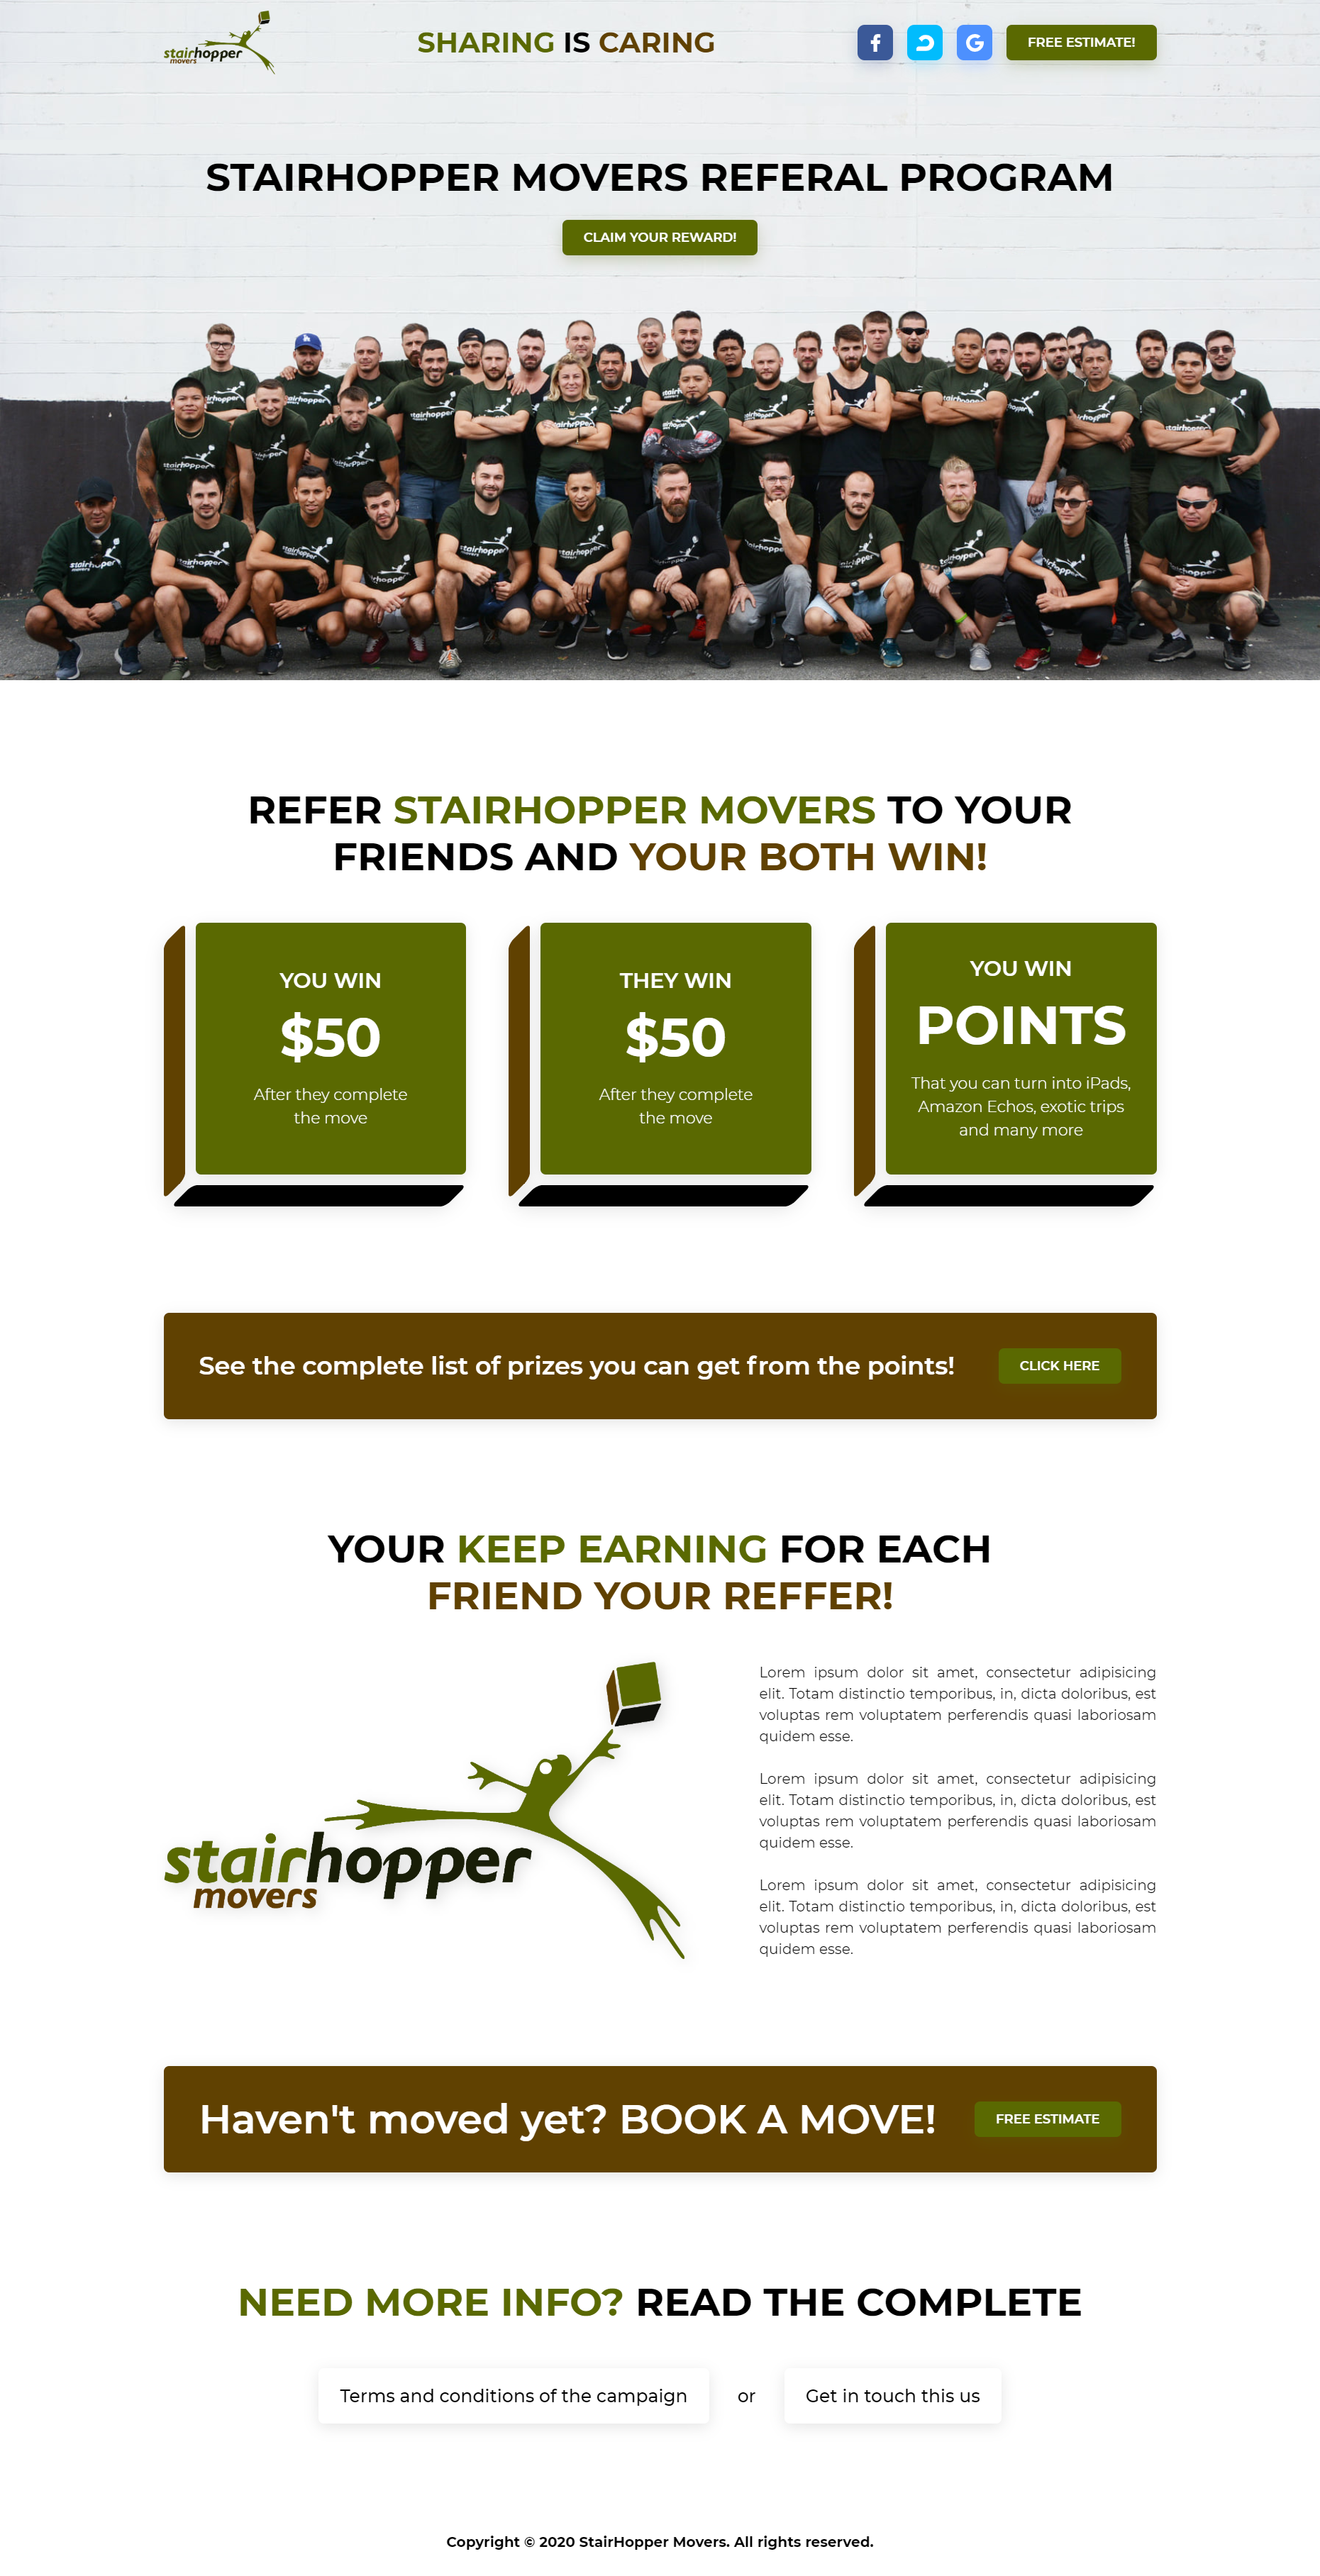 stairhopper
movers
SHARING IS CARING
FREE ESTIMATE!
STAIRHOPPER MOVERS REFERAL PROGRAM
CLAIM YOUR REWARD!
REFER STAIRHOPPER MOVERS TO YOUR
FRIENDS AND YOUR BOTH WIN!
YOU WIN
$50
After they complete
the move
THEY WIN
$50
After they complete
the move
YOU WIN
POINTS
That you can turn into iPads,
Amazon Echos, exotic trips
and many more
See the complete list of prizes you can get from the points!
CLICK HERE
YOUR KEEP EARNING FOR EACH
FRIEND YOUR REFFER!
stairhopper
movers
Lorem ipsum dolor sit amet, consectetur adipisicing
elit. Totam distinctio temporibus, in, dicta doloribus, est
voluptas rem voluptatem perferendis quasi laboriosam
quidem esse.
Lorem ipsum dolor sit amet, consectetur adipisicing
elit. Totam distinctio temporibus, in, dicta doloribus, est
voluptas rem voluptatem perferendis quasi laboriosam
quidem esse.
Lorem ipsum dolor sit amet, consectetur adipisicing
elit. Totam distinctio temporibus, in, dicta doloribus, est
voluptas rem voluptatem perferendis quasi laboriosam
quidem esse.
Haven't moved yet? BOOK A MOVE!
FREE ESTIMATE
NEED MORE INFO? READ THE COMPLETE
Terms and conditions of the campaign
or
Get in touch this us
Copyright © 2020 StairHopper Movers. All rights reserved.